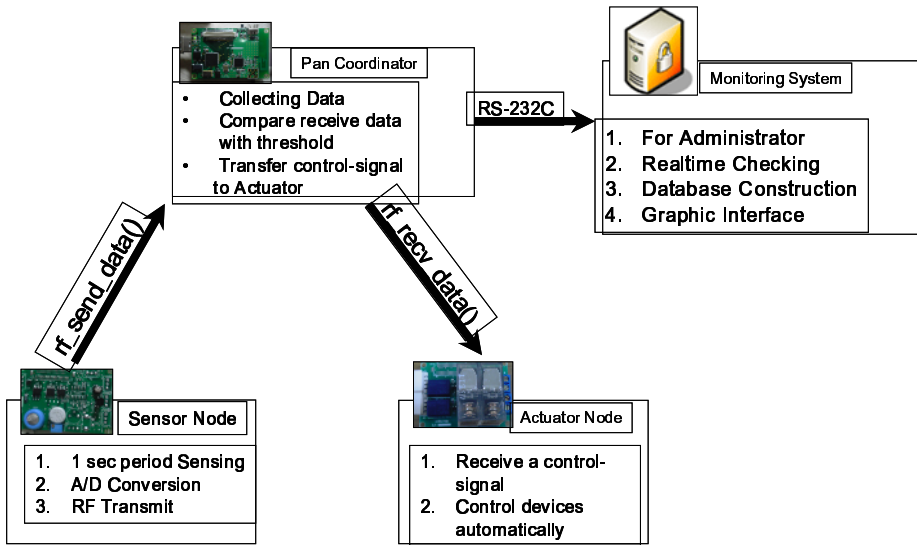 Pan Coordinator
• Collecting Data
• Compare receive data
with threshold
• Transfer control-signal
to Actuator
RS-232C
Monitoring System
1. For Administrator
2. Realtime Checking
3. Database Construction
4. Graphic Interface
rf_send_data()
rf_recv_data()
Sensor Node
1. 1 sec period Sensing
2. A/D Conversion
3. RF Transmit
Actuator Node
1. Receive a control-
signal
2. Control devices
automatically